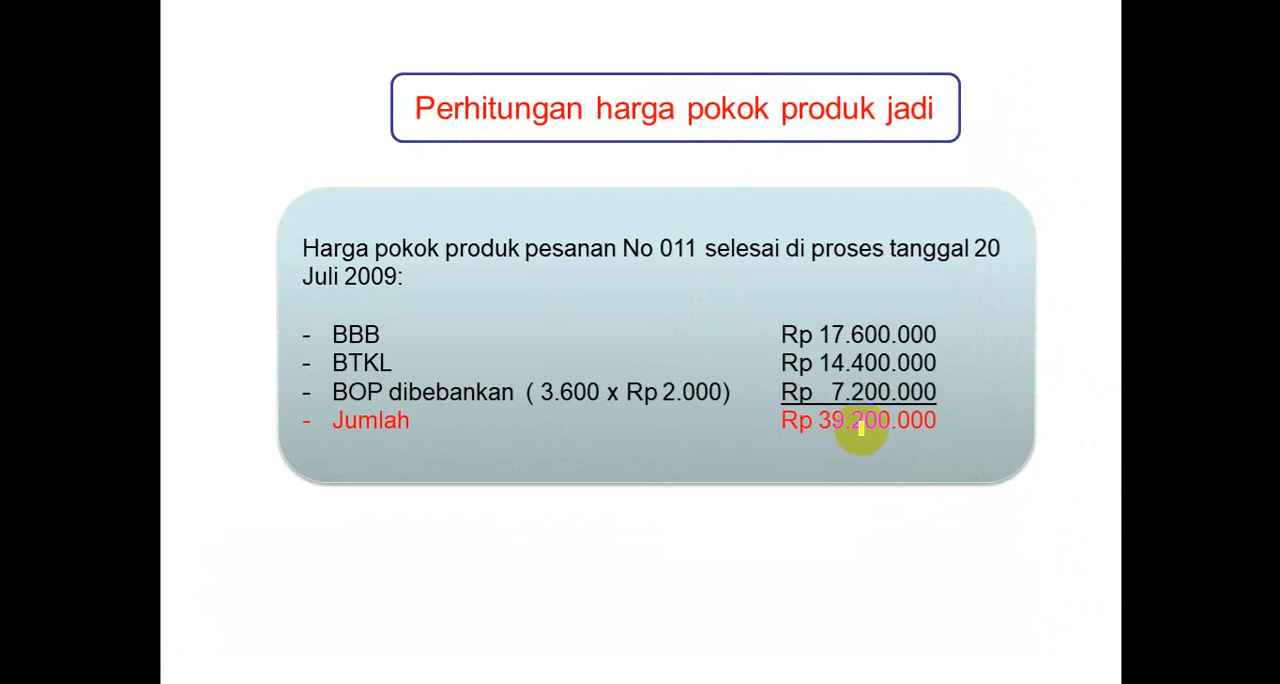 Perhitungan harga pokok produk jadi
Harga pokok produk pesanan No 011 selesai di proses tanggal 20
Juli 2009:
- BBB Rp 17.600.000
- BTKL Rp 14.400.000
- BOP dibebankan ( 3.600 x Rp 2.000) Rp 7.200.000
- Jumlah Rp 39.200.000